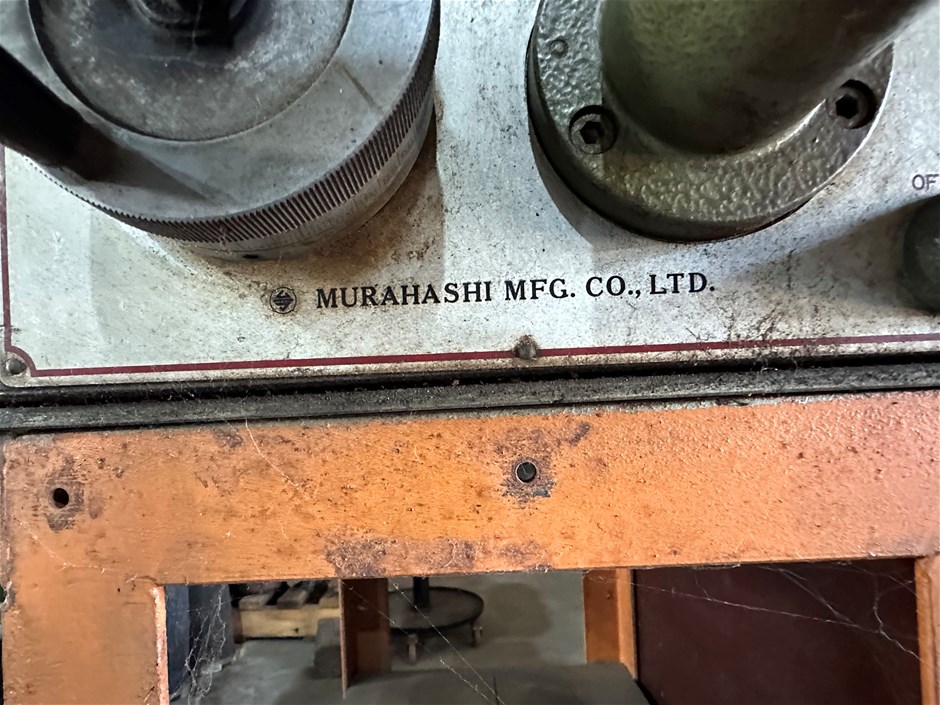 OF
MURAHASHI MFG. CO., LTD.